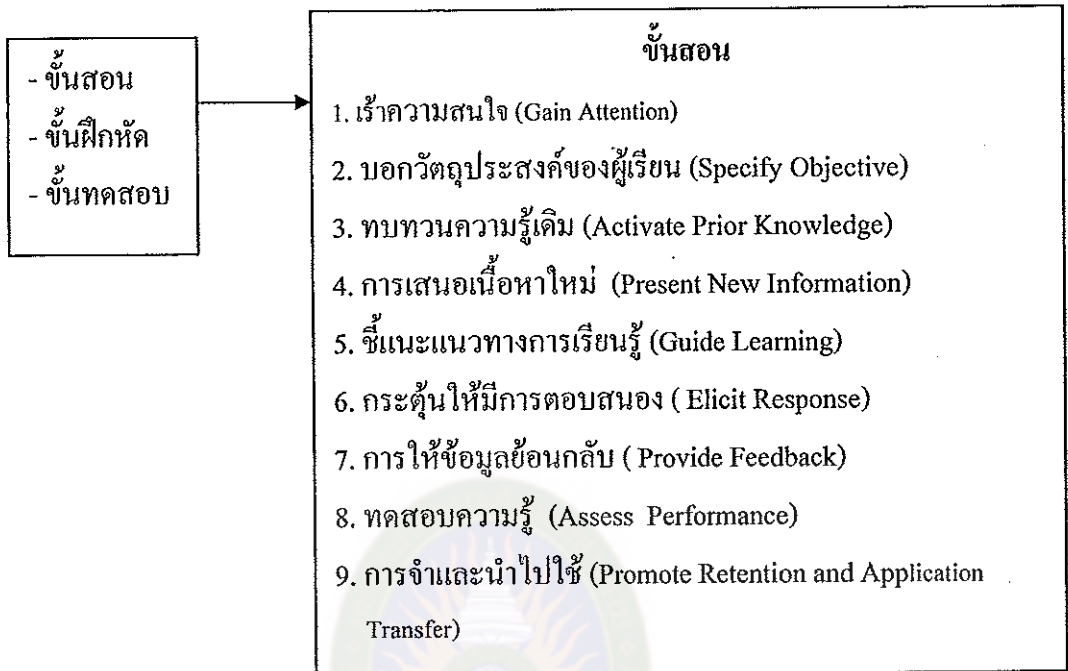 - ขั้นสอน
- ขั้นฝึกหัด
- ขั้นทดสอบ
ขั้นสอน
1. เร้าความสนใจ (Gain Attention)
2. บอกวัตถุประสงค์ของผู้เรียน (Specify Objective)
3. ทบทวนความรู้เดิม (Activate Prior Knowledge)
4. การเสนอเนื้อหาใหม่ (Present New Information)
5. ชี้แนะแนวทางการเรียนรู้ (Guide Learning)
6. กระตุ้นให้มีการตอบสนอง ( Elicit Response)
7. การให้ข้อมูลย้อนกลับ ( Provide Feedback)
8. ทดสอบความรู้ (Assess Performance)
9. การจำและนำไปใช้ (Promote Retention and Application
Transfer)